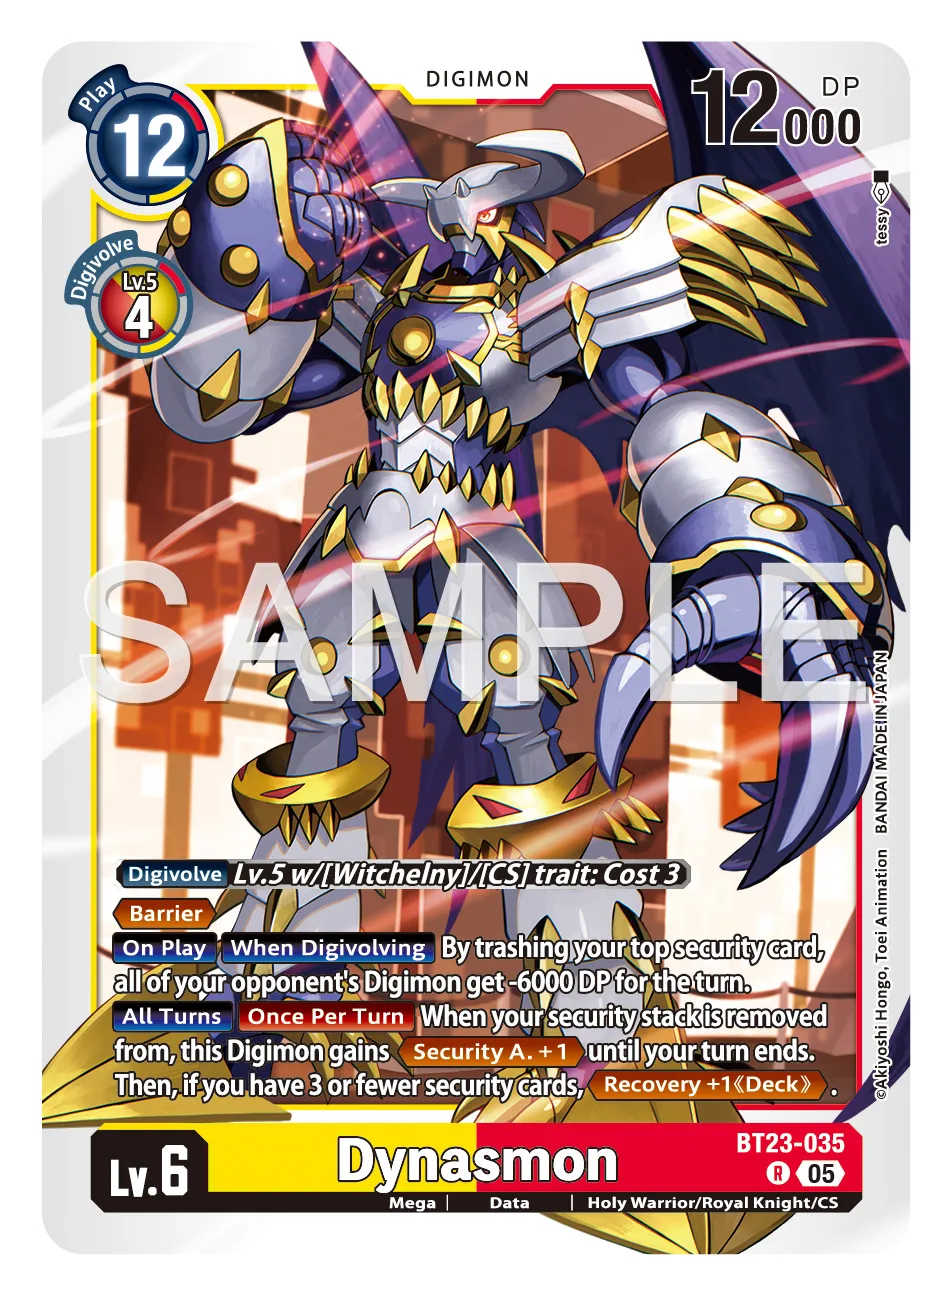 DIGIMON
Play
12
DP
12000
tessy
Digivolve
Lv.5
4
SAMPLE
BANDAI MADE IN JAPAN
©Akiyoshi Hongo, Toei Animation
Digivolve Lv.5 w/[Witchelny]/[CS] trait: Cost 3
Barrier
On Play When Digivolving By trashing your top security card,
all of your opponent's Digimon get -6000 DP for the turn.
All Turns Once Per Turn When your security stack is removed
from, this Digimon gains Security A. +1 until your turn ends.
Then, if you have 3 or fewer security cards, Recovery +1《Deck》.
Lv.6
Dynasmon
BT23-035
R 05
Mega | Data | Holy Warrior/Royal Knight/CS